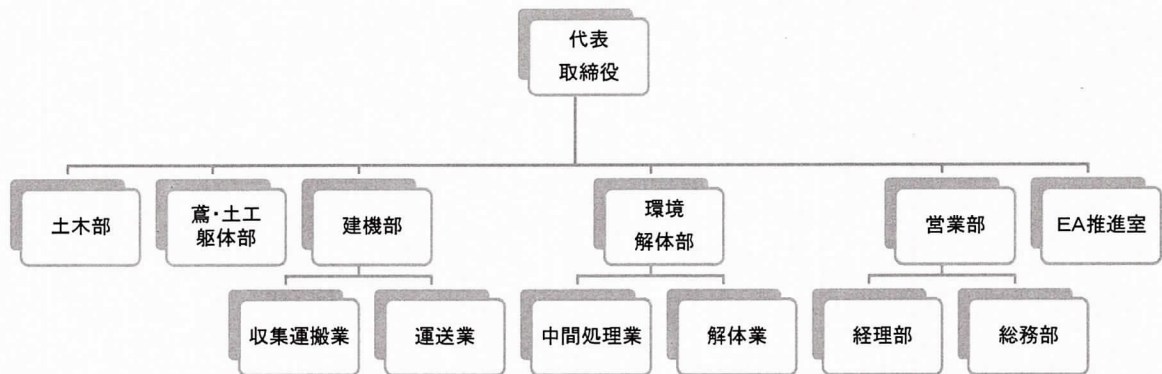 代表
取締役
土木部
鳶・土工
躯体部
建機部
環境
解体部
営業部
EA推進室
収集運搬業
運送業
中間処理業
解体業
経理部
総務部